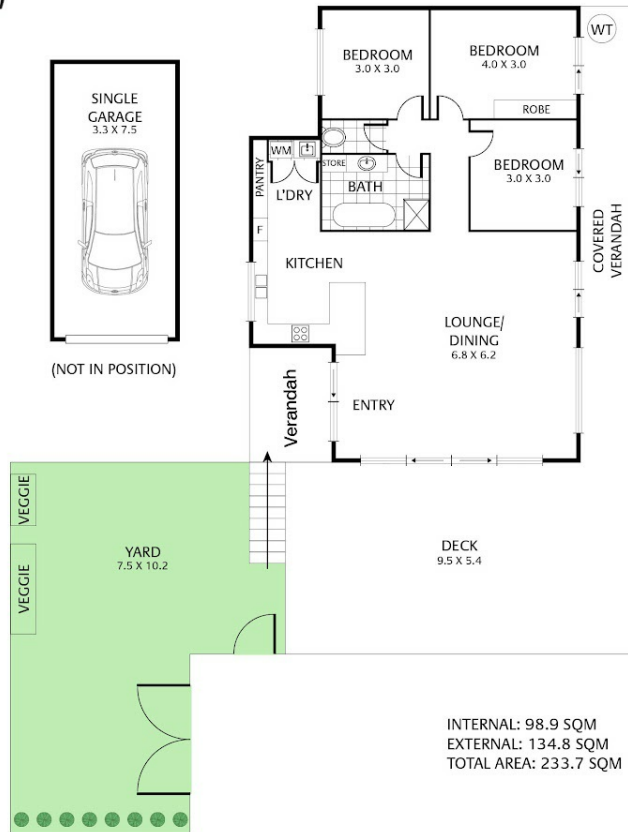 BEDROOM
3.0 X 3.0
BEDROOM
4.0 X 3.0
WT
ROBE
SINGLE
GARAGE
3.3 X 7.5
(NOT IN POSITION)
WM
STORE
PANTRY
L'DRY
BATH
BEDROOM
3.0 X 3.0
COVERED
VERANDAH
F
KITCHEN
LOUNGE/
DINING
6.8 X 6.2
ENTRY
Verandah
VEGGIE
VEGGIE
YARD
7.5 X 10.2
DECK
9.5 X 5.4
INTERNAL: 98.9 SQM
EXTERNAL: 134.8 SQM
TOTAL AREA: 233.7 SQM